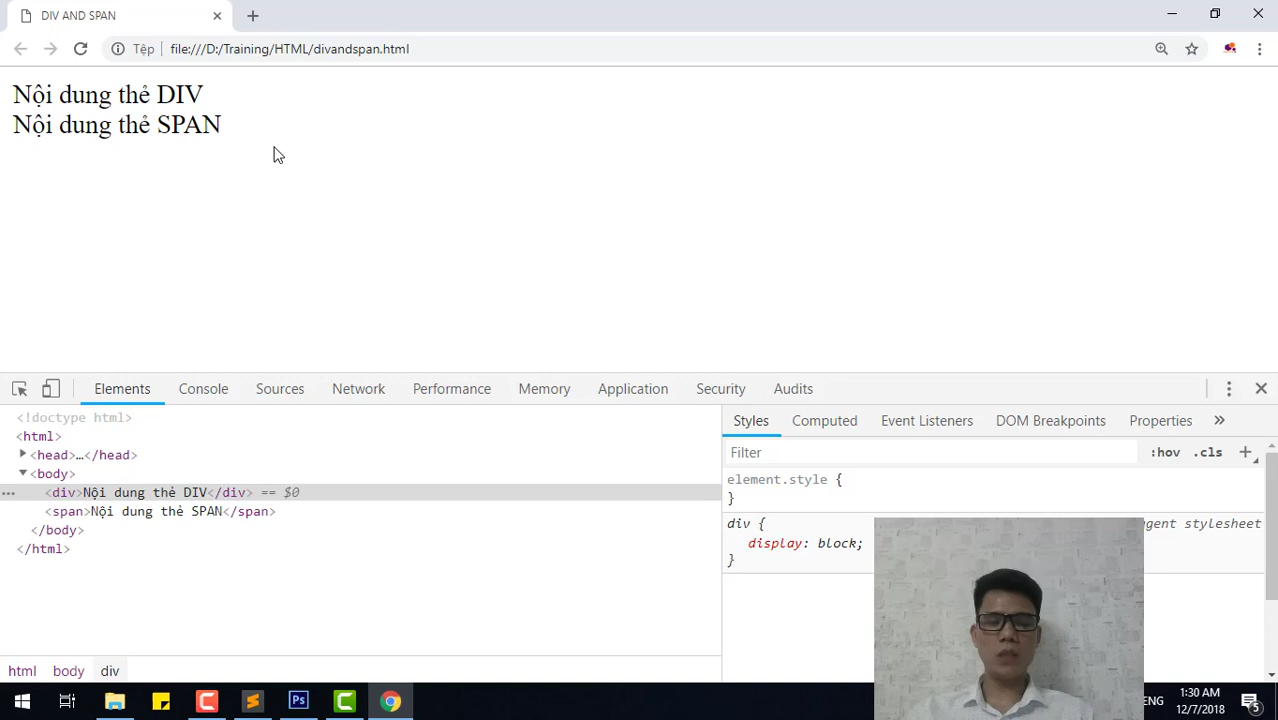 DIV AND SPAN
Tệp file:///D:/Training/HTML/divandspan.html
Nội dung thẻ DIV
Nội dung thẻ SPAN
Elements Console Sources Network Performance Memory Application Security Audits
<!doctype html>
<html>
<head>…</head>
<body>
<div>Nội dung thẻ DIV</div> == $0
<span>Nội dung thẻ SPAN</span>
</body>
</html>
html body div
Styles Computed Event Listeners DOM Breakpoints Properties »
Filter :hov .cls +
element.style {
}
div { gent stylesheet
display: block;
}
Ps
ENG
1:30 AM
12/7/2018
5